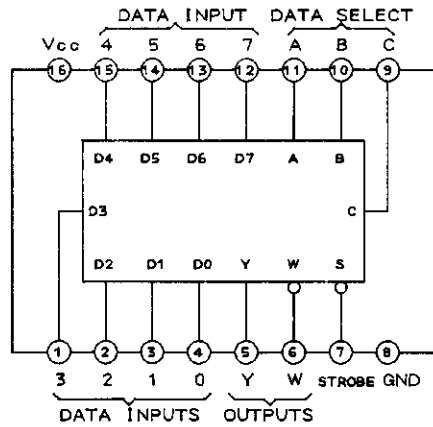 DATA INPUT DATA SELECT
Vcc 4 5 6 7 A B C
16 15 14 13 12 11 10 9
D4 D5 D6 D7 A B
D3 C
D2 D1 D0 Y W S
1 2 3 4 5 6 7 8
3 2 1 0 Y W STROBE GND
DATA INPUTS OUTPUTS